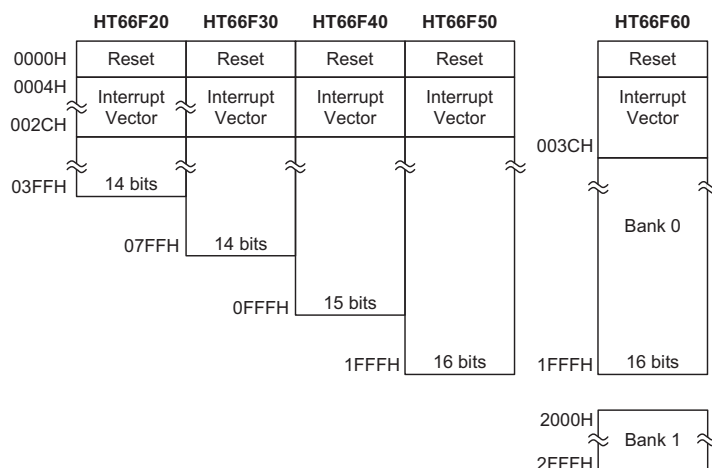 HT66F20 HT66F30 HT66F40 HT66F50 HT66F60
0000H Reset Reset Reset Reset Reset
0004H
Interrupt Vector Interrupt Vector Interrupt Vector Interrupt Vector Interrupt Vector
002CH
003CH
03FFH 14 bits
Bank 0
07FFH 14 bits
0FFFH 15 bits
1FFFH 16 bits 1FFFH 16 bits
2000H
Bank 1
2FFFH